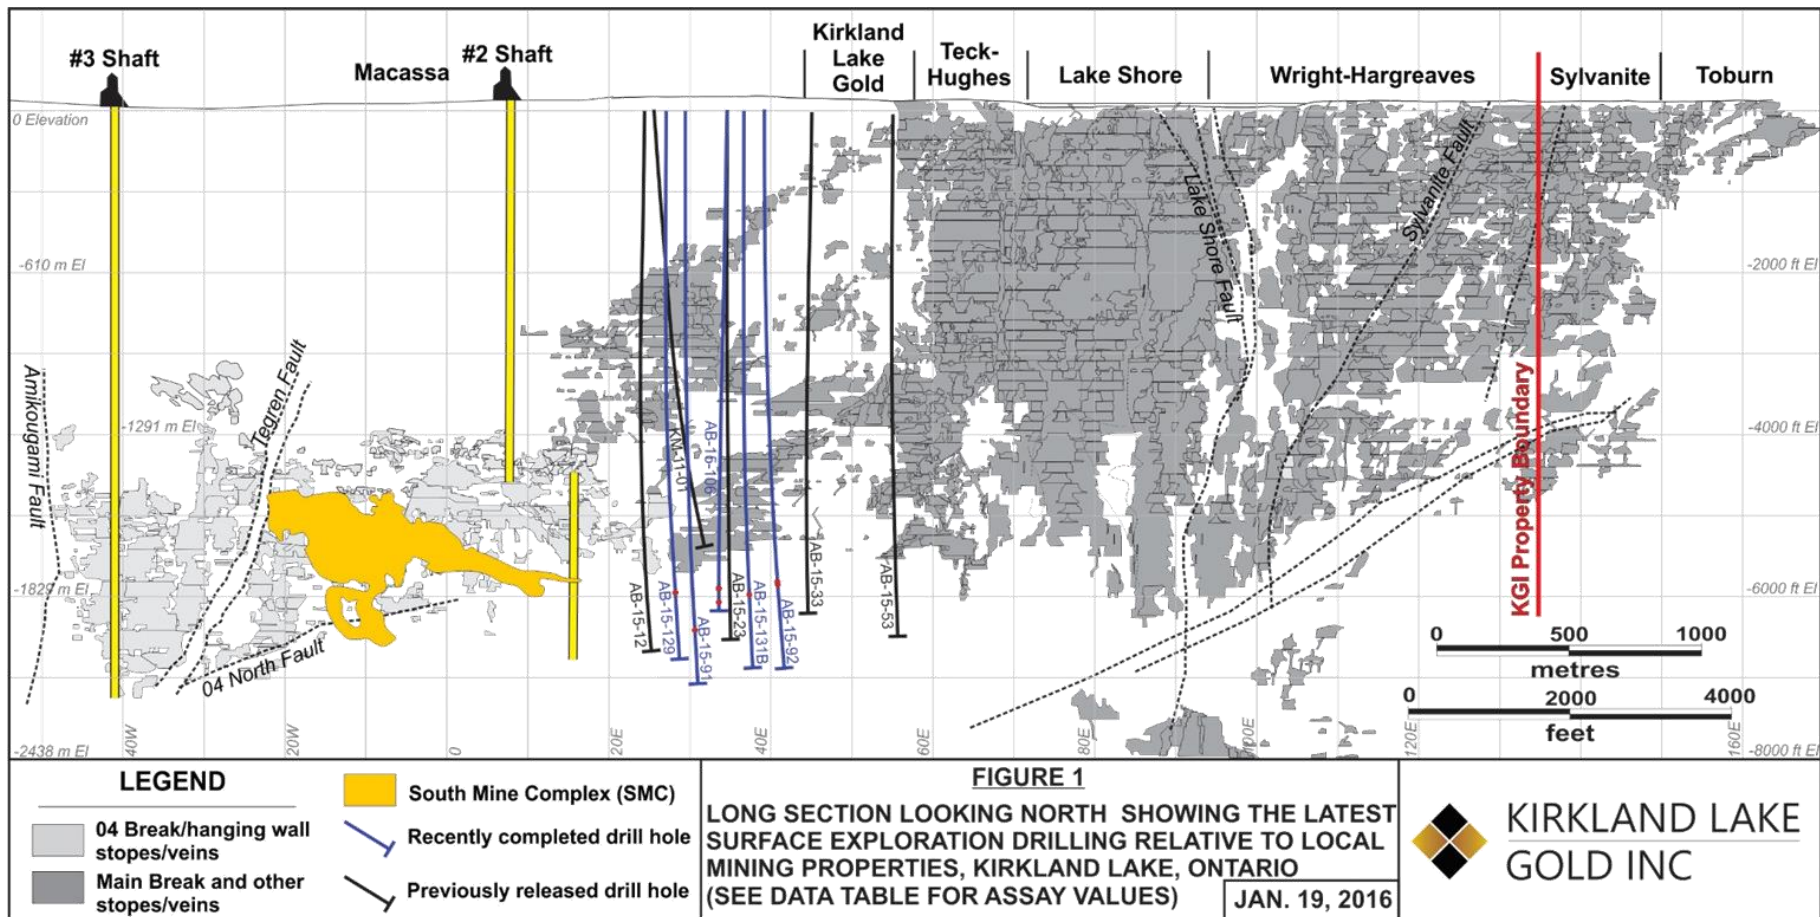 #3 Shaft
Macassa
#2 Shaft
Kirkland
Lake
Gold
Teck-
Hughes
Lake Shore
Wright-Hargreaves
Sylvanite
Toburn
0 Elevation
-610 m El
-2000 ft El
-1291 m El
-4000 ft El
-1829 m El
-6000 ft El
-2438 m El
-8000 ft El
Amikougami Fault
Tegren Fault
04 North Fault
Lake Shore Fault
Sylvanite Fault
KGI Property Boundary
AB-15-12
AB-15-129
KM-11-01
AB-15-91
AB-16-106
AB-15-23
AB-15-131B
AB-15-92
AB-15-33
AB-15-53
40W
20W
0
20E
40E
60E
80E
100E
120E
160E
0 500 1000
metres
0 2000 4000
feet
LEGEND
04 Break/hanging wall
stopes/veins
Main Break and other
stopes/veins
South Mine Complex (SMC)
Recently completed drill hole
Previously released drill hole
FIGURE 1
LONG SECTION LOOKING NORTH SHOWING THE LATEST
SURFACE EXPLORATION DRILLING RELATIVE TO LOCAL
MINING PROPERTIES, KIRKLAND LAKE, ONTARIO
(SEE DATA TABLE FOR ASSAY VALUES)
JAN. 19, 2016
KIRKLAND LAKE
GOLD INC